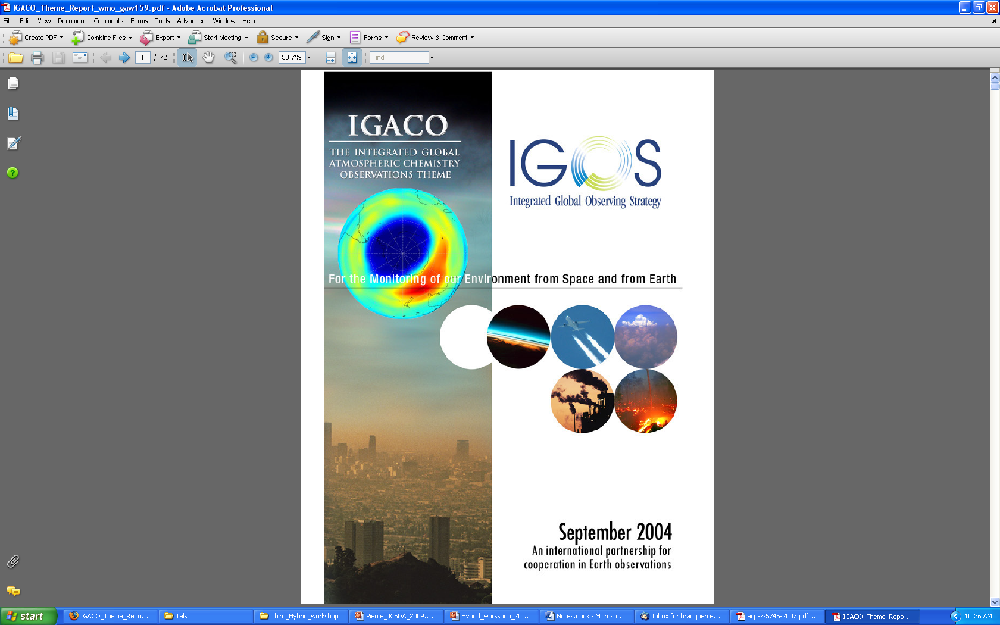 IGACO_Theme_Report_wmo_gaw159.pdf - Adobe Acrobat Professional
File Edit View Document Comments Forms Tools Advanced Window Help
Create PDF Combine Files Export Start Meeting Secure Sign Forms Review & Comment
1 / 72 58.7% Find
IGACO
THE INTEGRATED GLOBAL
ATMOSPHERIC CHEMISTRY
OBSERVATIONS THEME
IGOS
Integrated Global Observing Strategy
For the Monitoring of our Environment from Space and from Earth
September 2004
An international partnership for
cooperation in Earth observations
start IGACO_Theme_Repo... Talk Third_Hybrid_workshop Pierce_JCSDA_2009.... Hybrid_workshop_20... Notes.docx - Microso... Inbox for brad.pierce... acp-7-5745-2007.pdf... IGACO_Theme_Repo... 10:26 AM